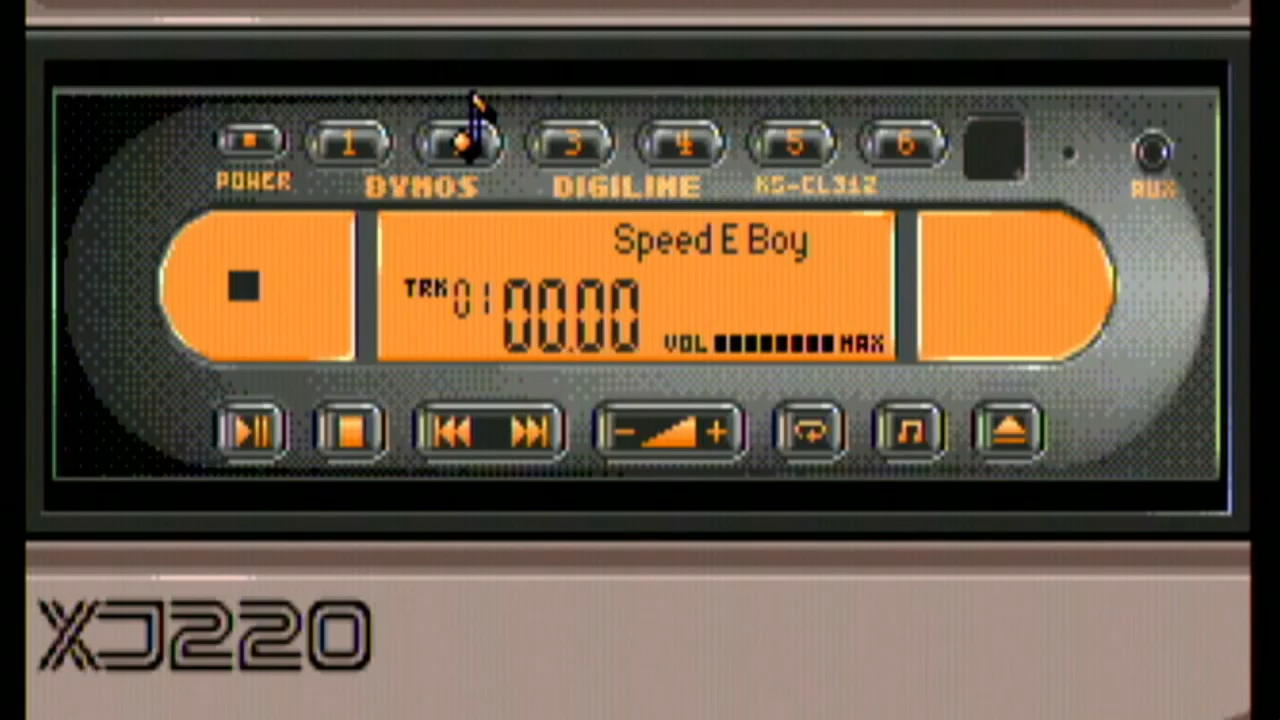 1 3 4 5 6
POWER DYNOS DIGILINE KS-CL312 AUX
Speed E Boy
TRK 01 00.00
VOL MAX
XJ220